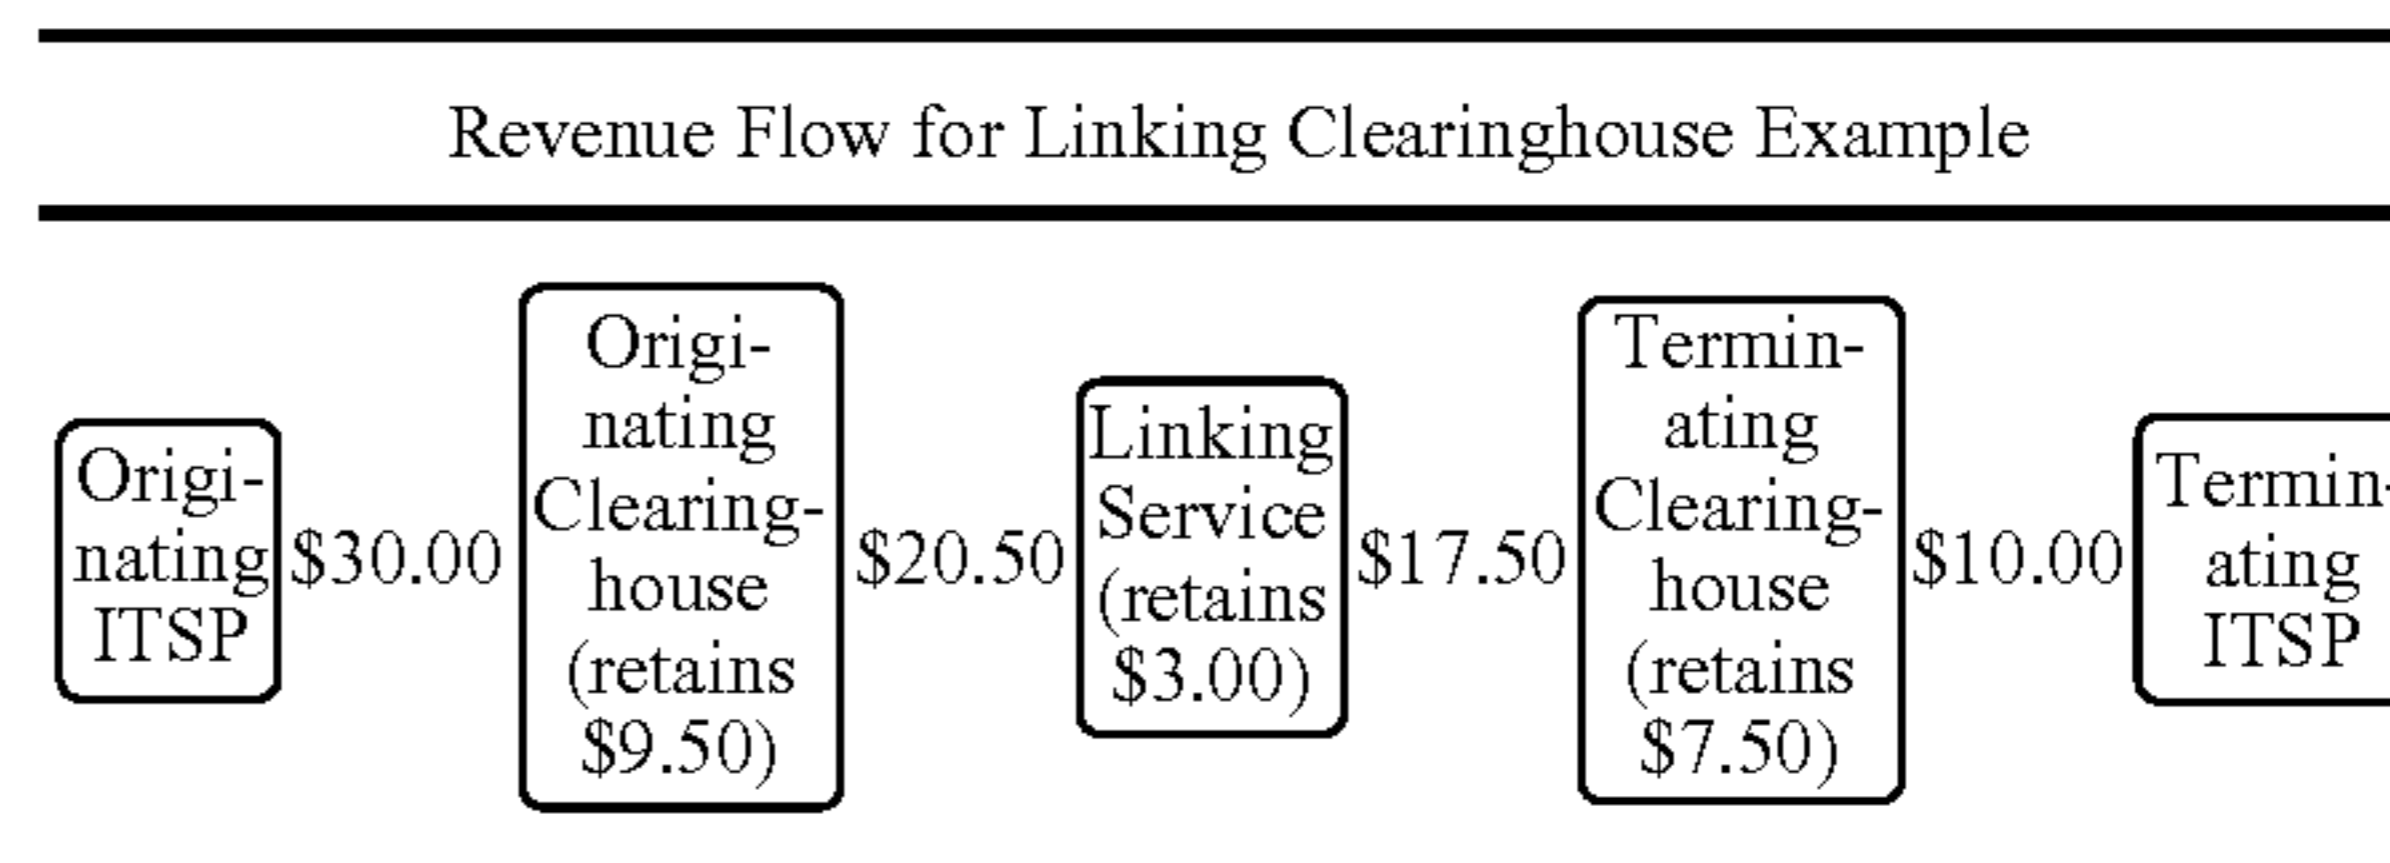 Revenue Flow for Linking Clearinghouse Example
Origi-
nating
ITSP
$30.00
Origi-
nating
Clearing-
house
(retains
$9.50)
$20.50
Linking
Service
(retains
$3.00)
$17.50
Termin-
ating
Clearing-
house
(retains
$7.50)
$10.00
Termin-
ating
ITSP